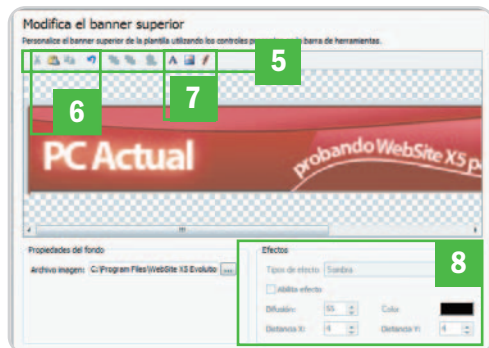 Modifica el banner superior
Personalice el banner superior de la plantilla utilizando los controles en la barra de herramientas.
5
6
7
PC Actual
probando WebSite X5
Propiedades del fondo
Archivo imagen: C:\Program Files\WebSite X5 Evolutio ...
Efectos
8
Tipos de efecto Sombra
Abilita efecto
Difusión: 55 Color
Distancia X: 4 Distancia Y: 4